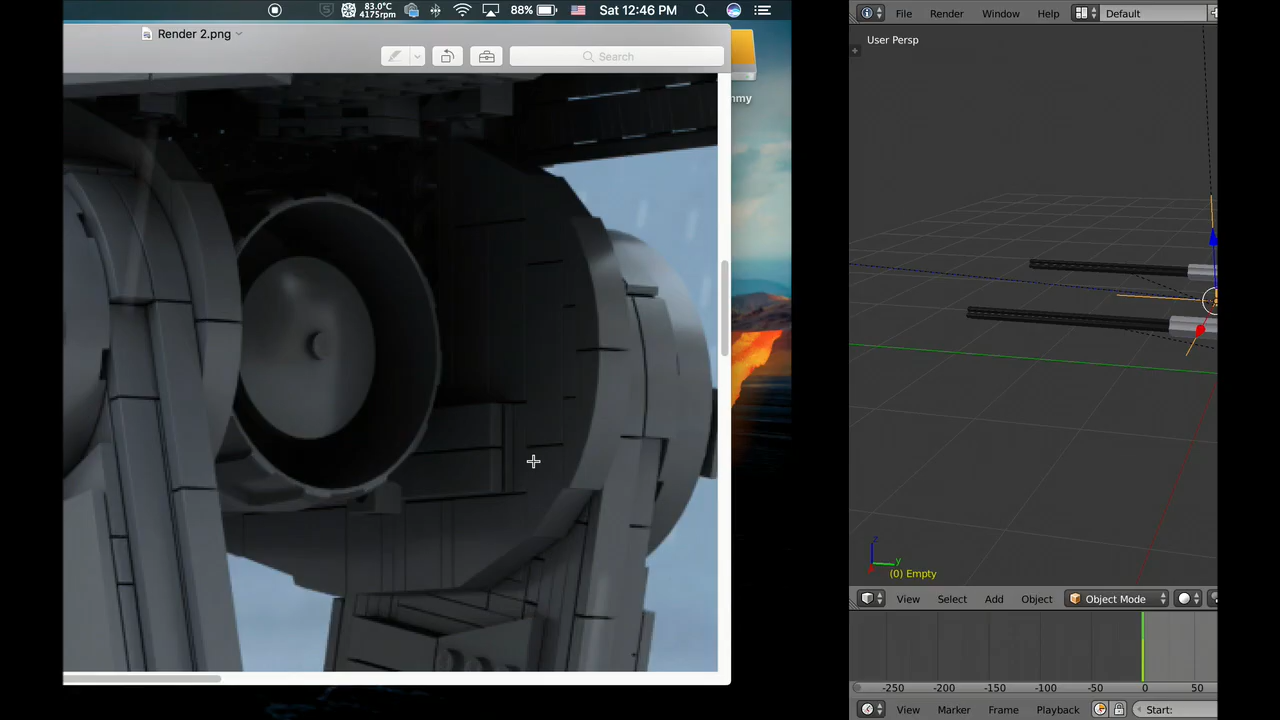 83.0°C
4175rpm
88%
Sat 12:46 PM
Render 2.png
Search
mmy
File Render Window Help
Default
User Persp
z
y
(0) Empty
View Select Add Object Object Mode
-250 -200 -150 -100 -50 0 50
View Marker Frame Playback Start: